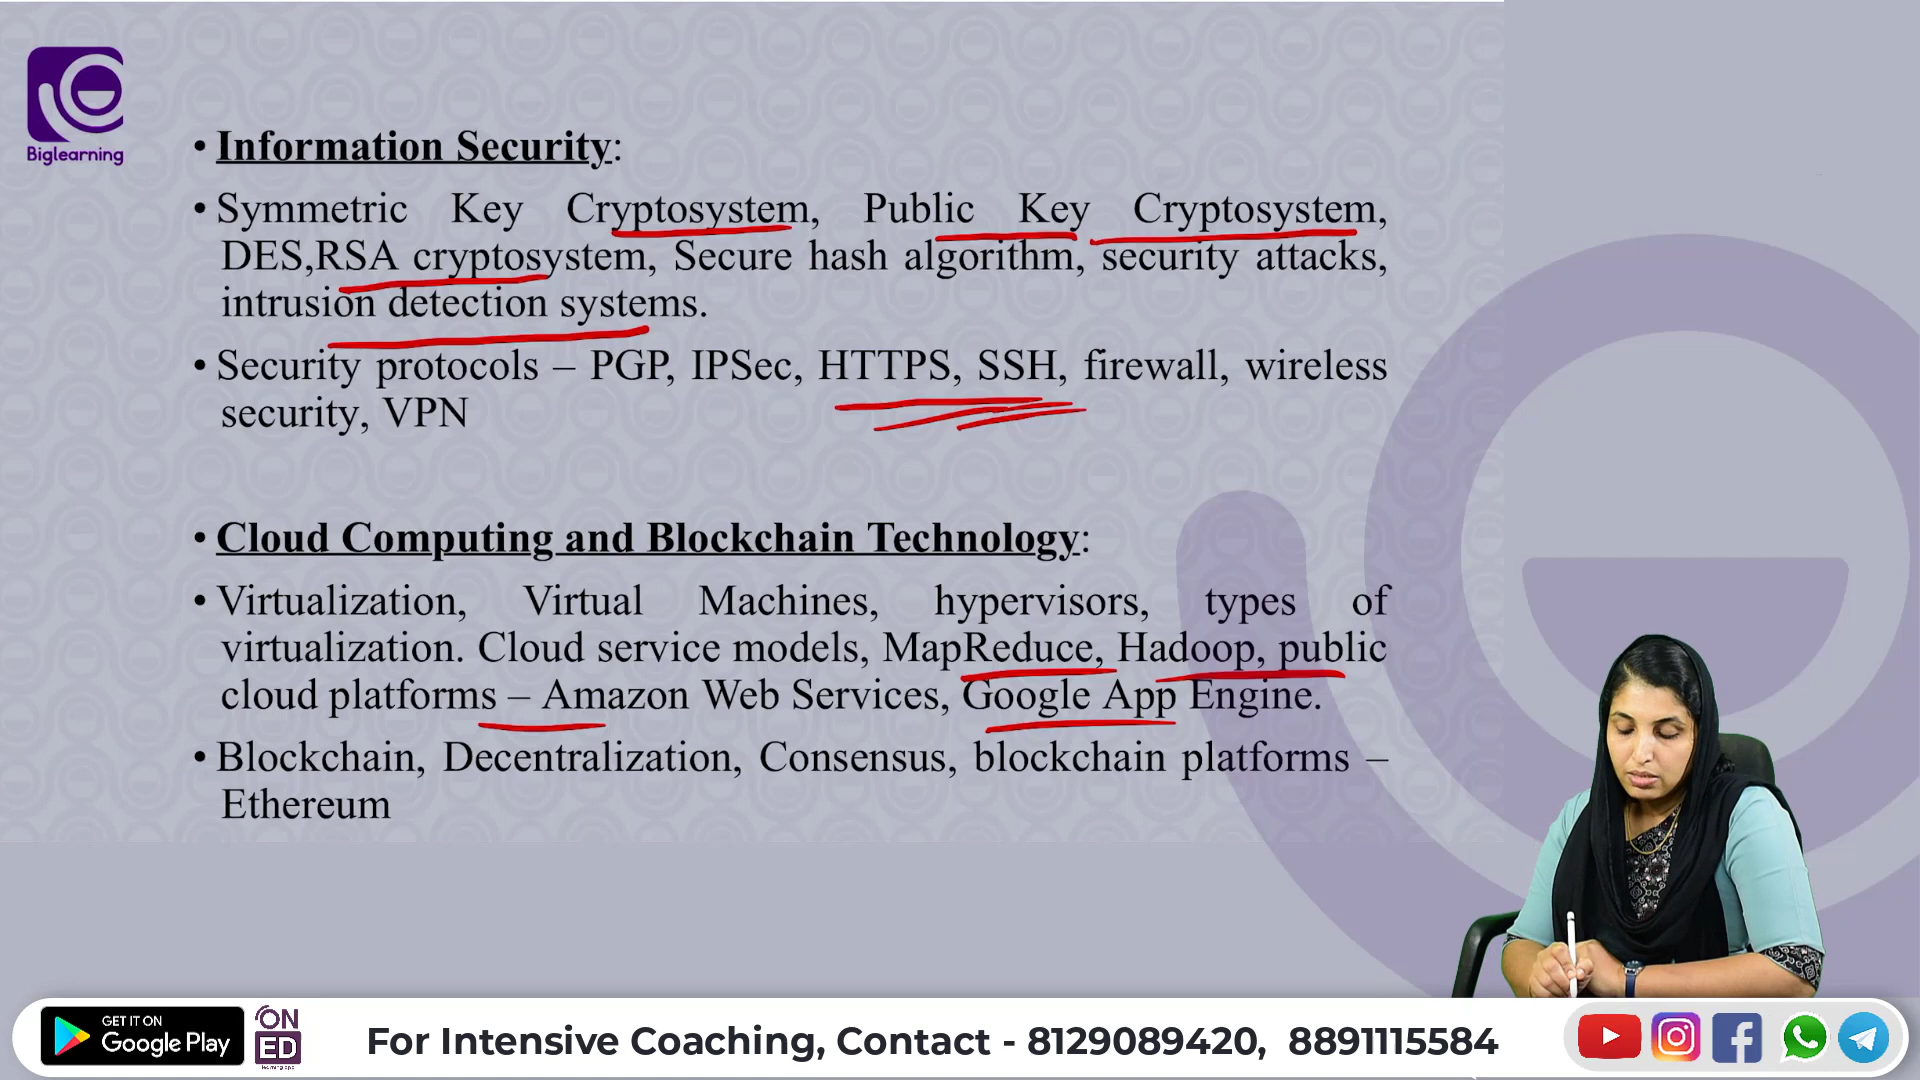 Biglearning
• Information Security:
• Symmetric Key Cryptosystem, Public Key Cryptosystem,
DES,RSA cryptosystem, Secure hash algorithm, security attacks,
intrusion detection systems.
• Security protocols – PGP, IPSec, HTTPS, SSH, firewall, wireless
security, VPN
• Cloud Computing and Blockchain Technology:
• Virtualization, Virtual Machines, hypervisors, types of
virtualization. Cloud service models, MapReduce, Hadoop, public
cloud platforms – Amazon Web Services, Google App Engine.
• Blockchain, Decentralization, Consensus, blockchain platforms –
Ethereum
GET IT ON
Google Play
ON
ED
For Intensive Coaching, Contact - 8129089420, 8891115584